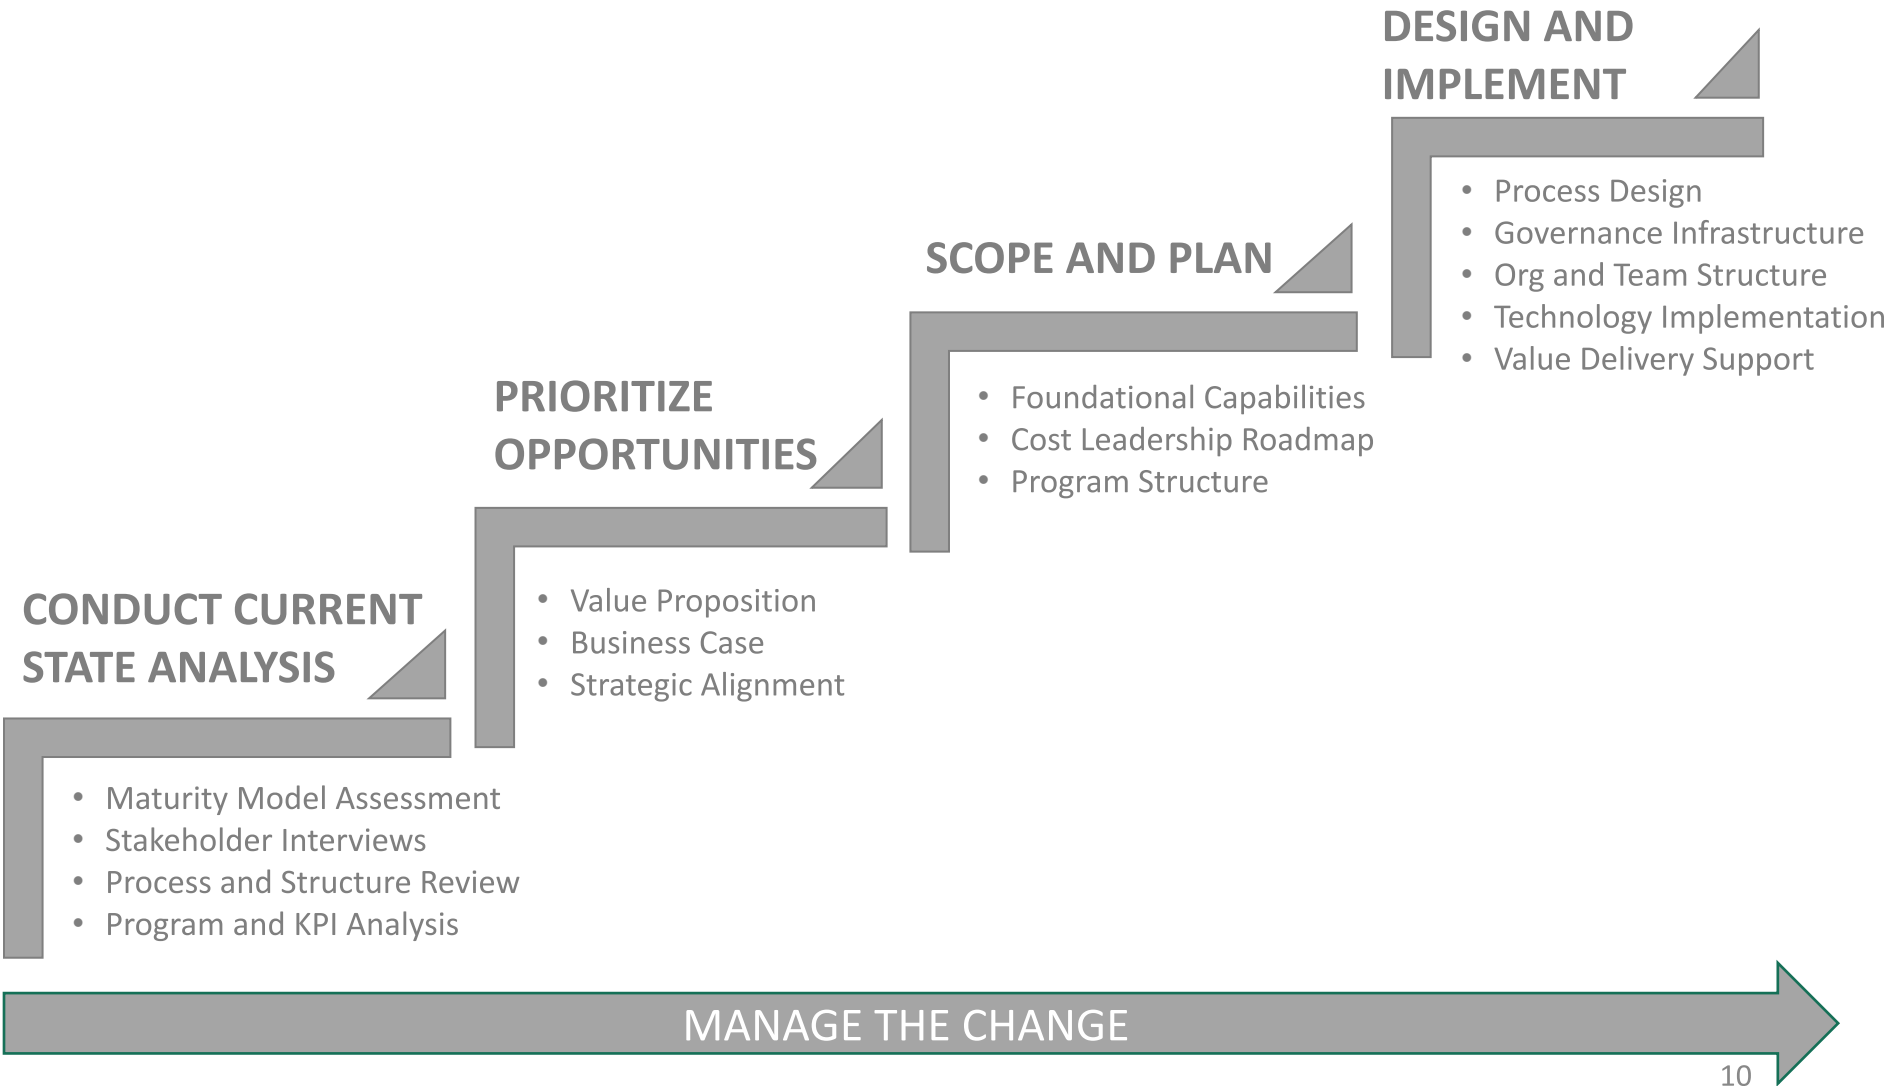 CONDUCT CURRENT
STATE ANALYSIS
• Maturity Model Assessment
• Stakeholder Interviews
• Process and Structure Review
• Program and KPI Analysis
PRIORITIZE
OPPORTUNITIES
• Value Proposition
• Business Case
• Strategic Alignment
SCOPE AND PLAN
• Foundational Capabilities
• Cost Leadership Roadmap
• Program Structure
DESIGN AND
IMPLEMENT
• Process Design
• Governance Infrastructure
• Org and Team Structure
• Technology Implementation
• Value Delivery Support
MANAGE THE CHANGE
10